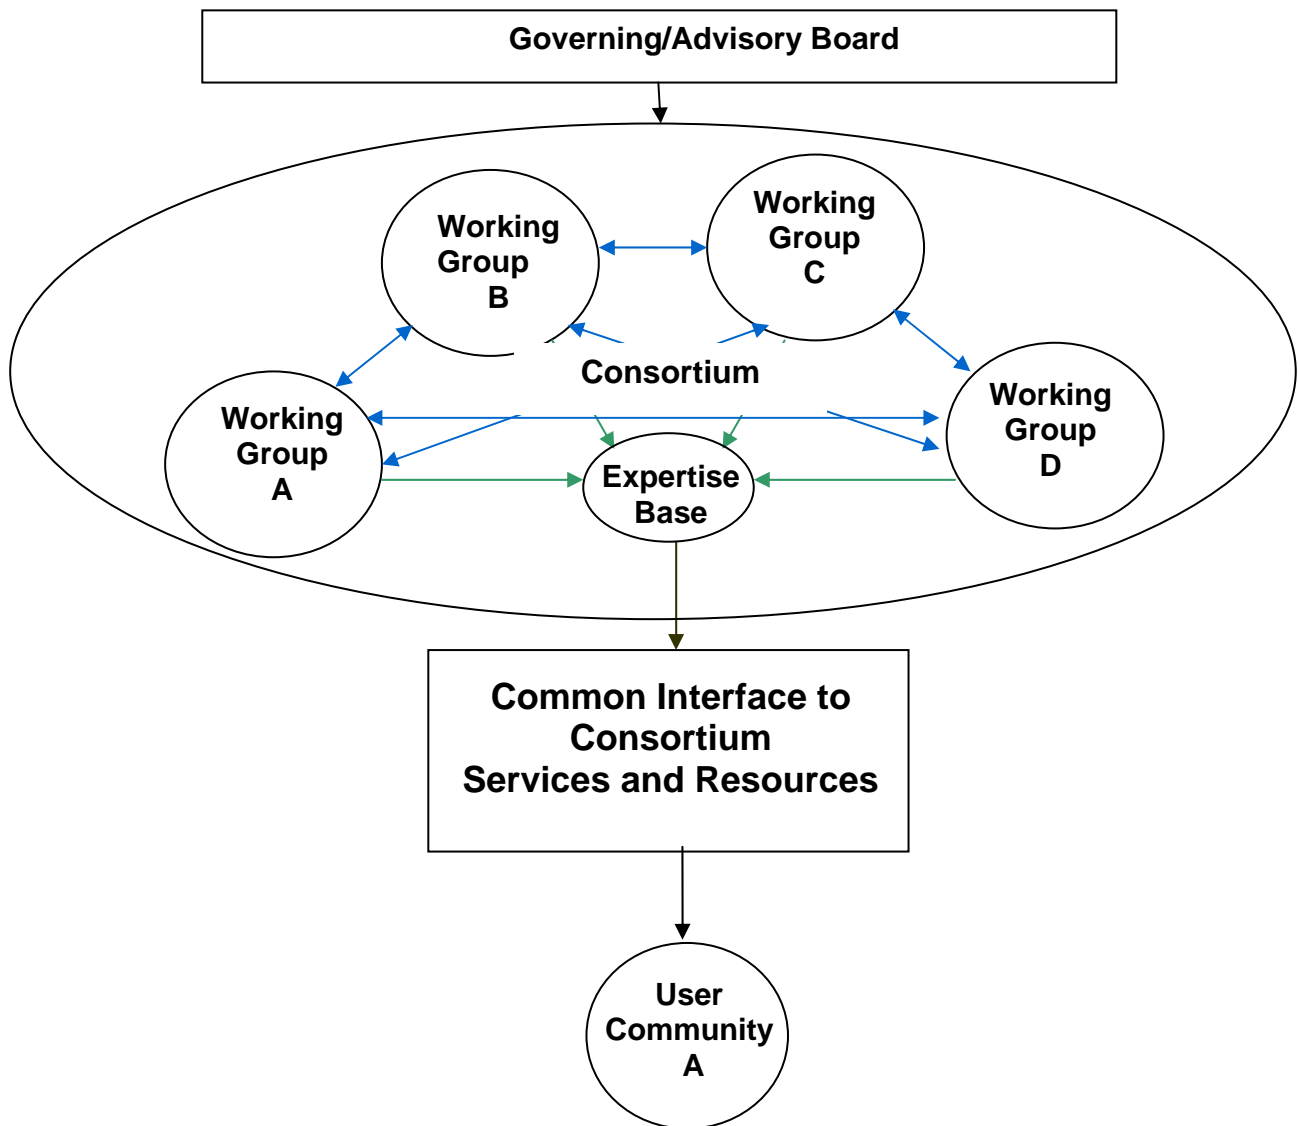 Governing/Advisory Board
Working
Group
B
Working
Group
C
Consortium
Working
Group
A
Expertise
Base
Working
Group
D
Common Interface to
Consortium
Services and Resources
User
Community
A